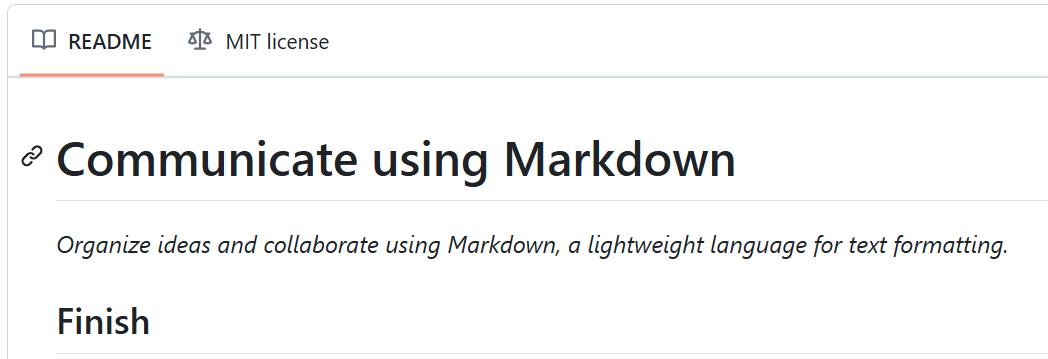 README MIT license
Communicate using Markdown
Organize ideas and collaborate using Markdown, a lightweight language for text formatting.
Finish